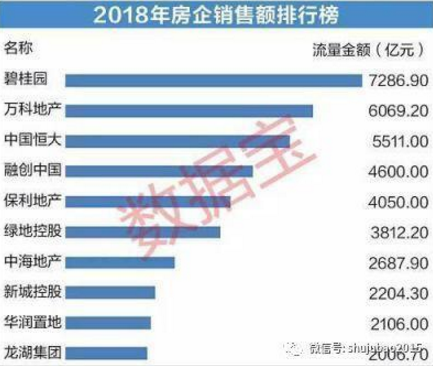 2018年房企销售额排行榜
名称 流量金额（亿元）
碧桂园 7286.90
万科地产 6069.20
中国恒大 5511.00
融创中国 4600.00
保利地产 4050.00
绿地控股 3812.20
中海地产 2687.90
新城控股 2204.30
华润置地 2106.00
龙湖集团 2006.70
数据宝
微信号: shujubao2015